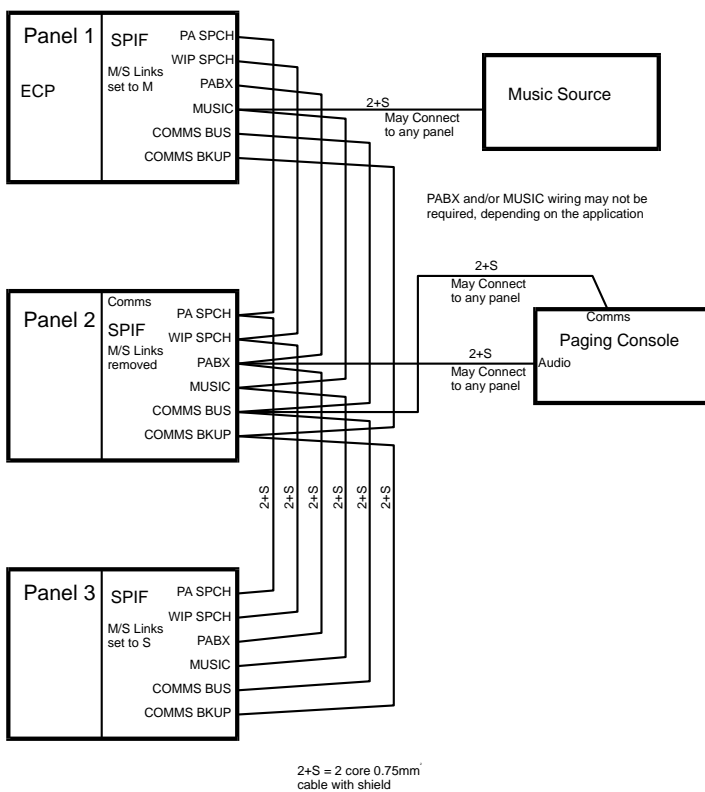 Panel 1
SPIF
PA SPCH
WIP SPCH
M/S Links
set to M
ECP
PABX
MUSIC
COMMS BUS
COMMS BKUP
2+S
May Connect
to any panel
Music Source
PABX and/or MUSIC wiring may not be
required, depending on the application
2+S
May Connect
to any panel
Comms
Paging Console
Audio
2+S
May Connect
to any panel
Panel 2
Comms
SPIF
M/S Links
removed
PA SPCH
WIP SPCH
PABX
MUSIC
COMMS BUS
COMMS BKUP
2+S
2+S
2+S
2+S
2+S
2+S
Panel 3
SPIF
M/S Links
set to S
PA SPCH
WIP SPCH
PABX
MUSIC
COMMS BUS
COMMS BKUP
2+S = 2 core 0.75mm
cable with shield